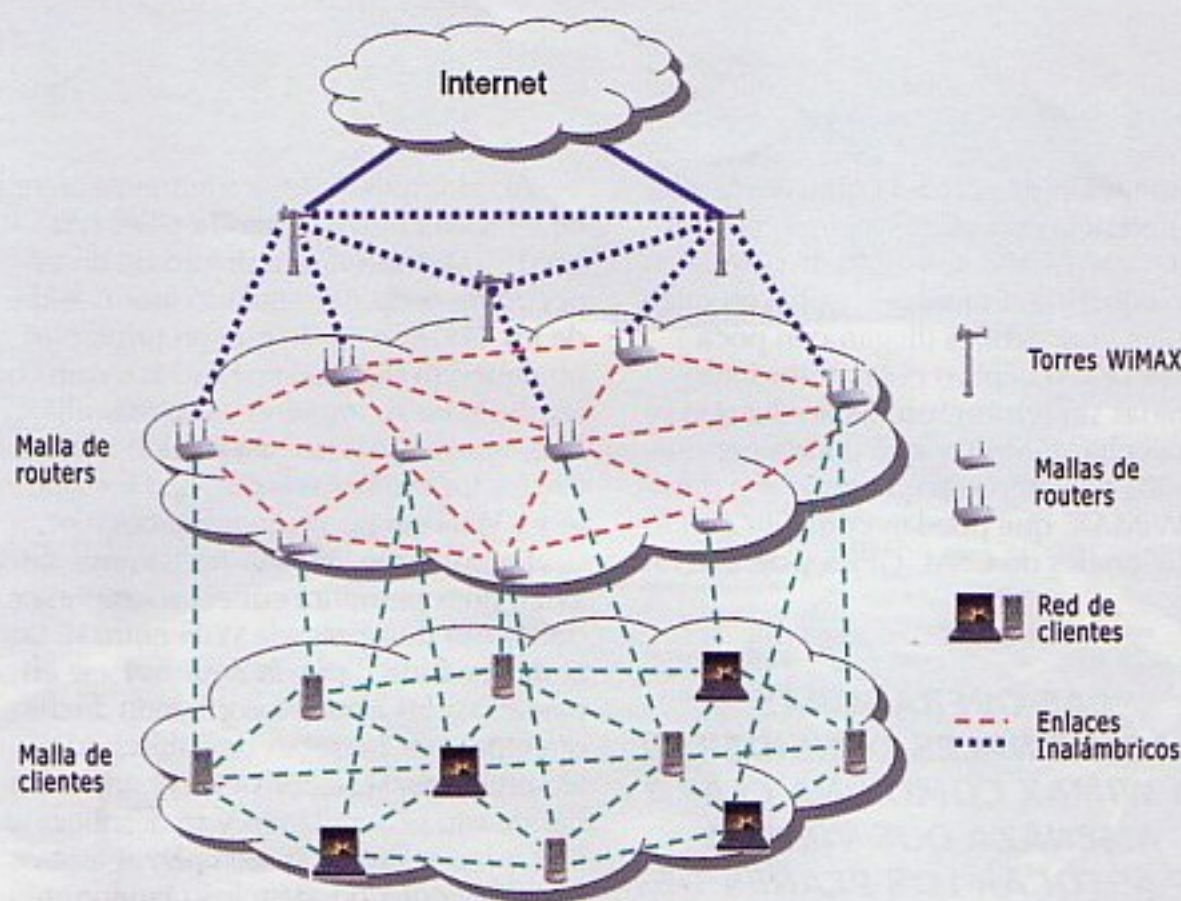 Internet
Torres WiMAX
Malla de
routers
Mallas de
routers
Red de
clientes
Malla de
clientes
Enlaces
Inalámbricos